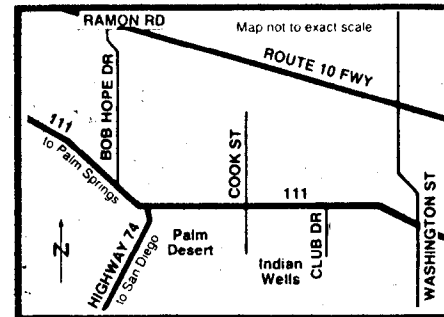 RAMON RD
Map not to exact scale
ROUTE 10 FWY
BOB HOPE DR
111
to Palm Springs
COOK ST
111
WASHINGTON ST
N
HIGHWAY 74
to San Diego
Palm
Desert
Indian
Wells
CLUB DR